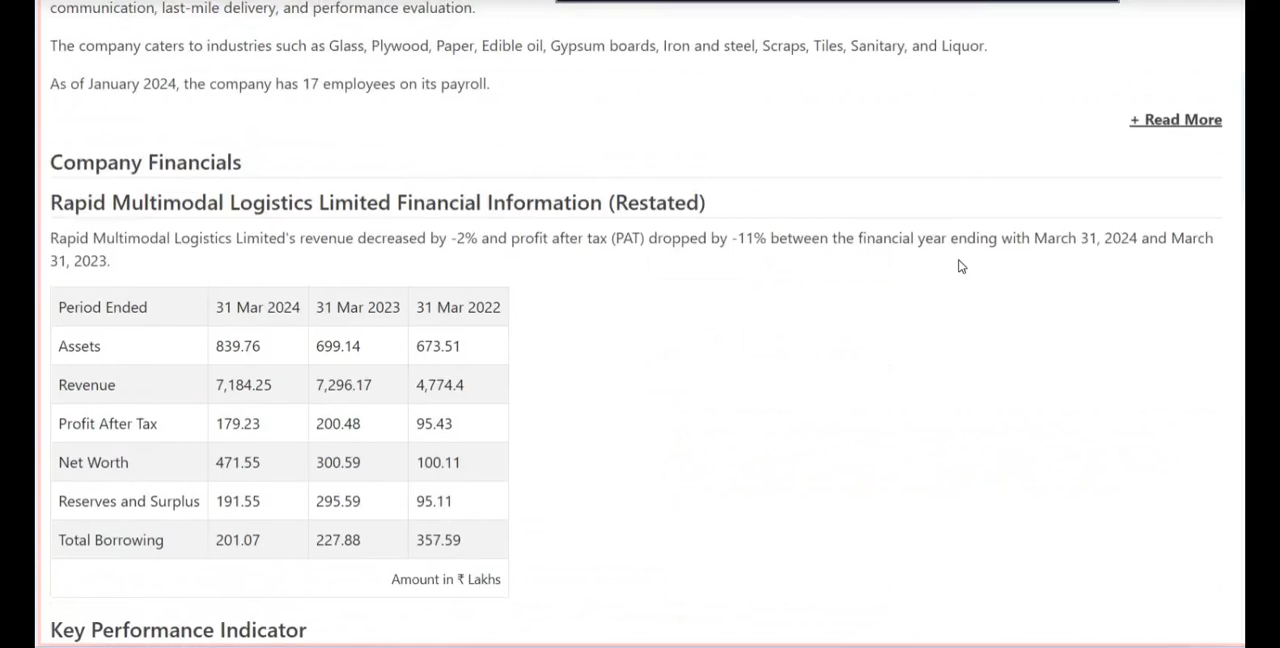 communication, last-mile delivery, and performance evaluation.
The company caters to industries such as Glass, Plywood, Paper, Edible oil, Gypsum boards, Iron and steel, Scraps, Tiles, Sanitary, and Liquor.
As of January 2024, the company has 17 employees on its payroll.
+ Read More
Company Financials
Rapid Multimodal Logistics Limited Financial Information (Restated)
Rapid Multimodal Logistics Limited's revenue decreased by -2% and profit after tax (PAT) dropped by -11% between the financial year ending with March 31, 2024 and March
31, 2023.
Period Ended 31 Mar 2024 31 Mar 2023 31 Mar 2022
Assets 839.76 699.14 673.51
Revenue 7,184.25 7,296.17 4,774.4
Profit After Tax 179.23 200.48 95.43
Net Worth 471.55 300.59 100.11
Reserves and Surplus 191.55 295.59 95.11
Total Borrowing 201.07 227.88 357.59
Amount in ₹ Lakhs
Key Performance Indicator